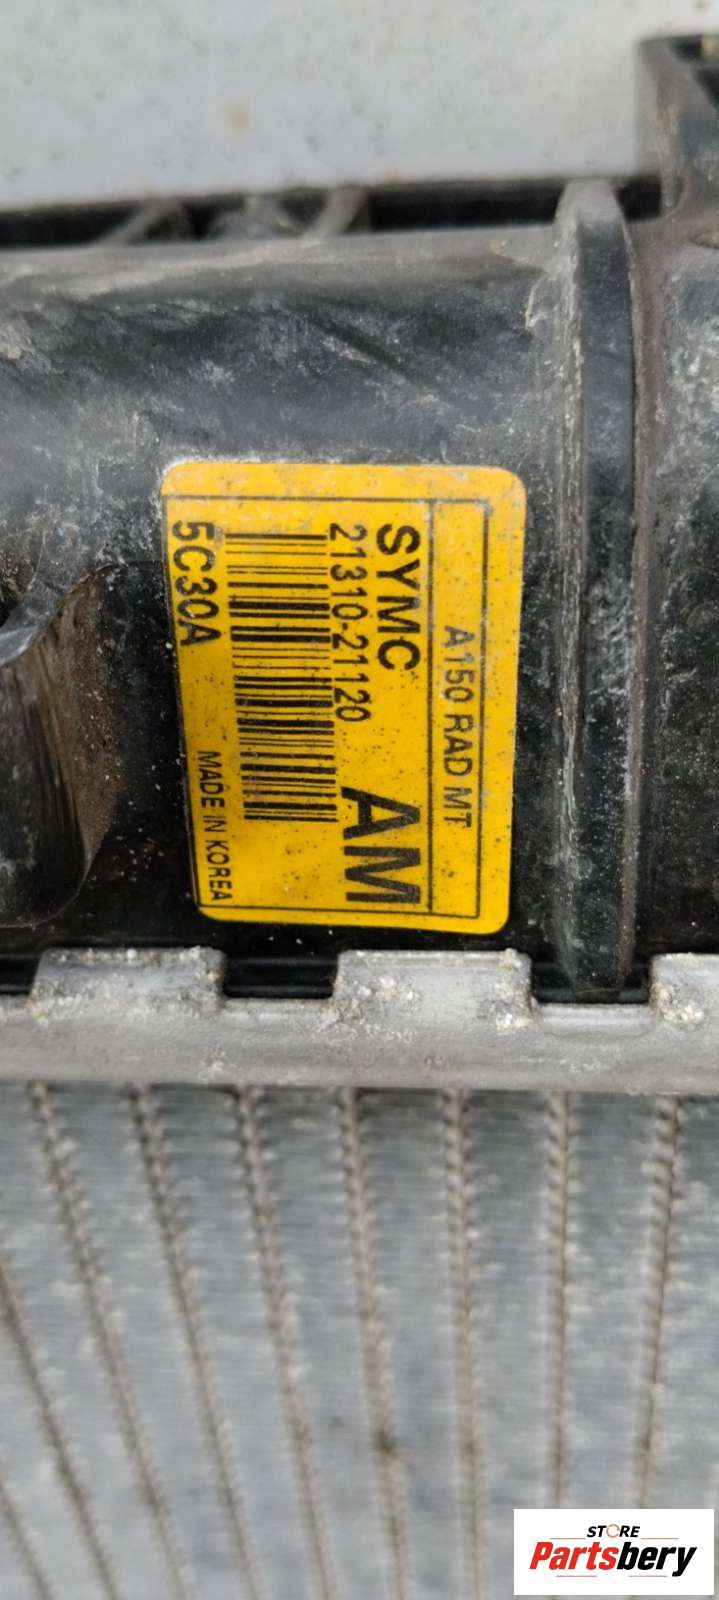 A150 RAD MT
SYMC
21310-21120
AM
5C30A
MADE IN KOREA
STORE
Partsbery